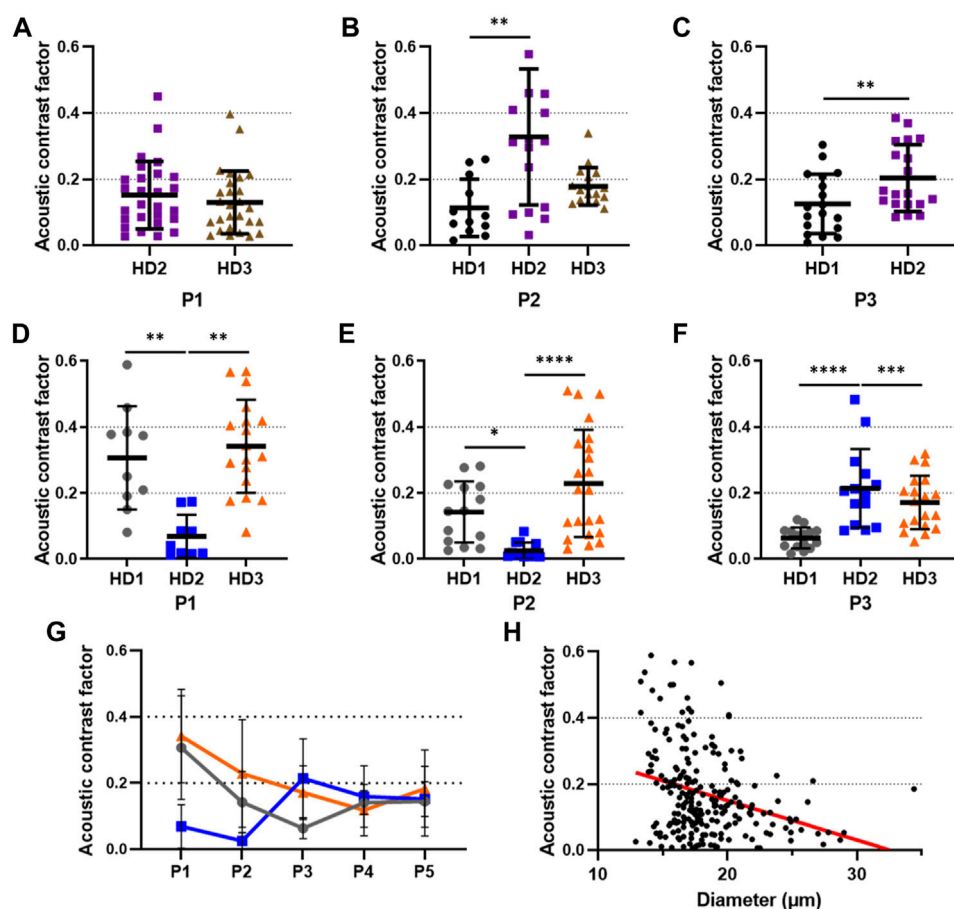 A
Acoustic contrast factor
0.6
0.4
0.2
0.0
HD2 HD3
P1
B
Acoustic contrast factor
0.6
0.4
0.2
0.0
**
HD1 HD2 HD3
P2
C
Acoustic contrast factor
0.6
0.4
0.2
0.0
**
HD1 HD2
P3
D
Acoustic contrast factor
0.6
0.4
0.2
0.0
** **
HD1 HD2 HD3
P1
E
Acoustic contrast factor
0.6
0.4
0.2
0.0
****
*
HD1 HD2 HD3
P2
F
Acoustic contrast factor
0.6
0.4
0.2
0.0
**** ***
HD1 HD2 HD3
P3
G
Acoustic contrast factor
0.6
0.4
0.2
0.0
P1 P2 P3 P4 P5
H
Acoustic contrast factor
0.6
0.4
0.2
0.0
10 20 30
Diameter (µm)